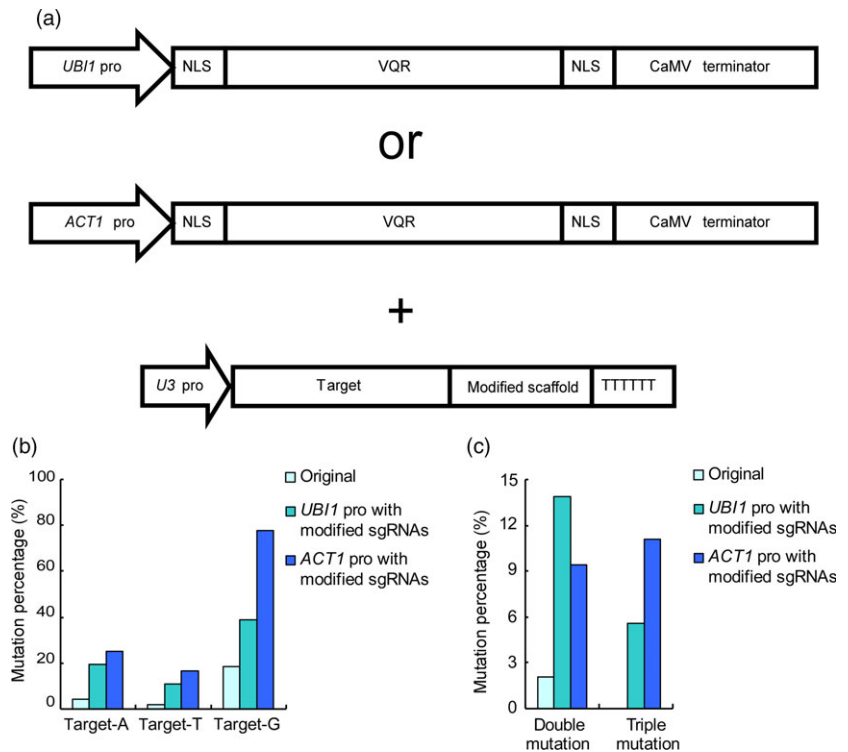 (a)
UBI1 pro NLS VQR NLS CaMV terminator
or
ACT1 pro NLS VQR NLS CaMV terminator
+
U3 pro Target Modified scaffold TTTTTT
(b)
Mutation percentage (%)
100
80
60
40
20
0
Target-A Target-T Target-G
Original
UBI1 pro with
modified sgRNAs
ACT1 pro with
modified sgRNAs
(c)
Mutation percentage (%)
15
12
9
6
3
0
Double
mutation
Triple
mutation
Original
UBI1 pro with
modified sgRNAs
ACT1 pro with
modified sgRNAs